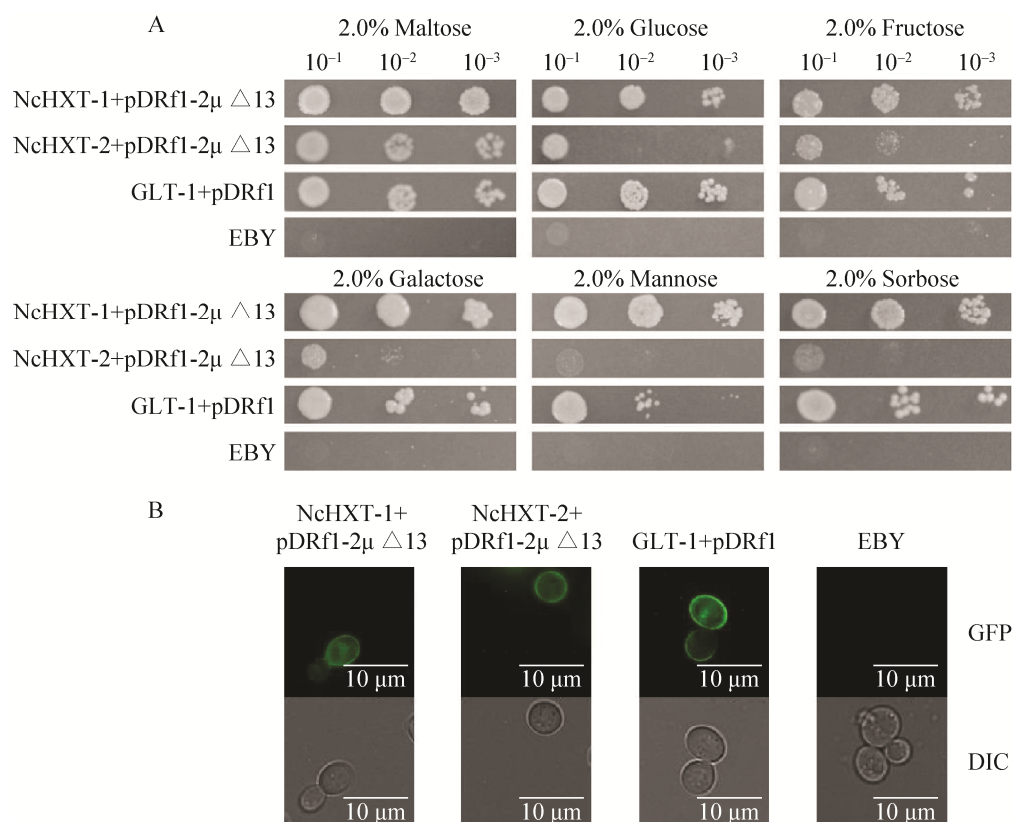 A
2.0% Maltose 2.0% Glucose 2.0% Fructose
10⁻¹ 10⁻² 10⁻³ 10⁻¹ 10⁻² 10⁻³ 10⁻¹ 10⁻² 10⁻³
NcHXT-1+pDRf1-2μ △13
NcHXT-2+pDRf1-2μ △13
GLT-1+pDRf1
EBY
2.0% Galactose 2.0% Mannose 2.0% Sorbose
NcHXT-1+pDRf1-2μ △13
NcHXT-2+pDRf1-2μ △13
GLT-1+pDRf1
EBY
B
NcHXT-1+
pDRf1-2μ △13
NcHXT-2+
pDRf1-2μ △13
GLT-1+pDRf1
EBY
GFP
10 μm 10 μm 10 μm 10 μm
DIC
10 μm 10 μm 10 μm 10 μm